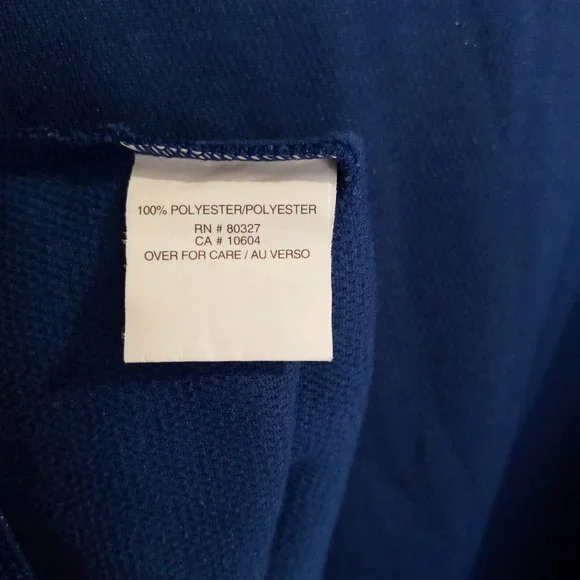 100% POLYESTER/POLYESTER
RN # 80327
CA # 10604
OVER FOR CARE / AU VERSO